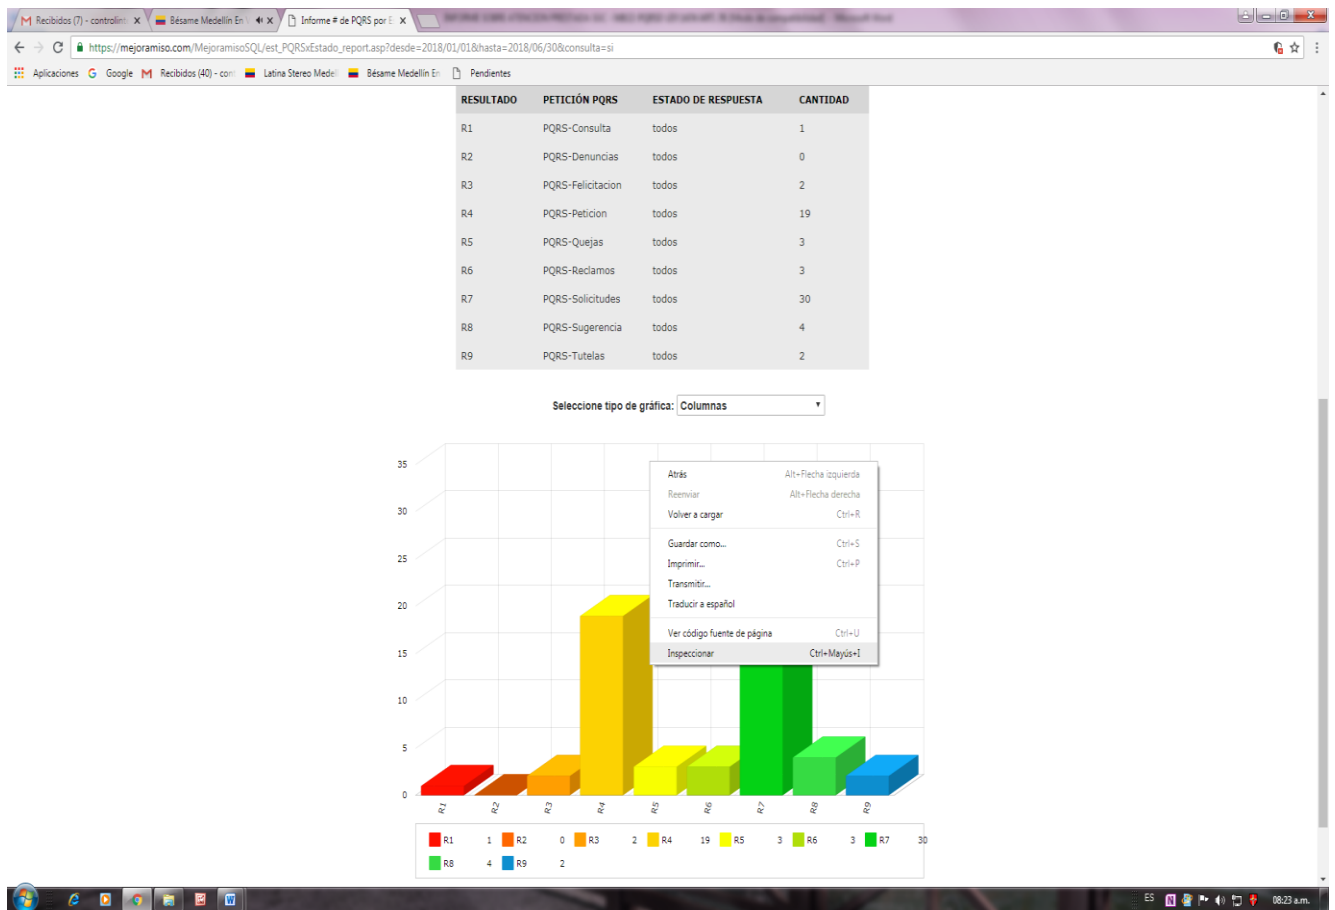 Recibidos (7) - controlint
Bésame Medellín En V
Informe # de PQRS por E
https://mejoramiso.com/MejoramisoSQL/est_PQRSxEstado_report.asp?desde=2018/01/01&hasta=2018/06/30&consulta=si
Aplicaciones Google Recibidos (40) - cont Latina Stereo Medel Bésame Medellín En Pendientes
RESULTADO PETICIÓN PQRS ESTADO DE RESPUESTA CANTIDAD
R1 PQRS-Consulta todos 1
R2 PQRS-Denuncias todos 0
R3 PQRS-Felicitacion todos 2
R4 PQRS-Peticion todos 19
R5 PQRS-Quejas todos 3
R6 PQRS-Reclamos todos 3
R7 PQRS-Solicitudes todos 30
R8 PQRS-Sugerencia todos 4
R9 PQRS-Tutelas todos 2
Seleccione tipo de gráfica: Columnas
35
30
25
20
15
10
5
0
Atrás Alt+Flecha izquierda
Reenviar Alt+Flecha derecha
Volver a cargar Ctrl+R
Guardar como... Ctrl+S
Imprimir... Ctrl+P
Transmitir...
Traducir a español
Ver código fuente de página Ctrl+U
Inspeccionar Ctrl+Mayús+I
R1 R2 R3 R4 R5 R6 R7 R8 R9
R1 1 R2 0 R3 2 R4 19 R5 3 R6 3 R7 30
R8 4 R9 2
ES 08:23 a.m.